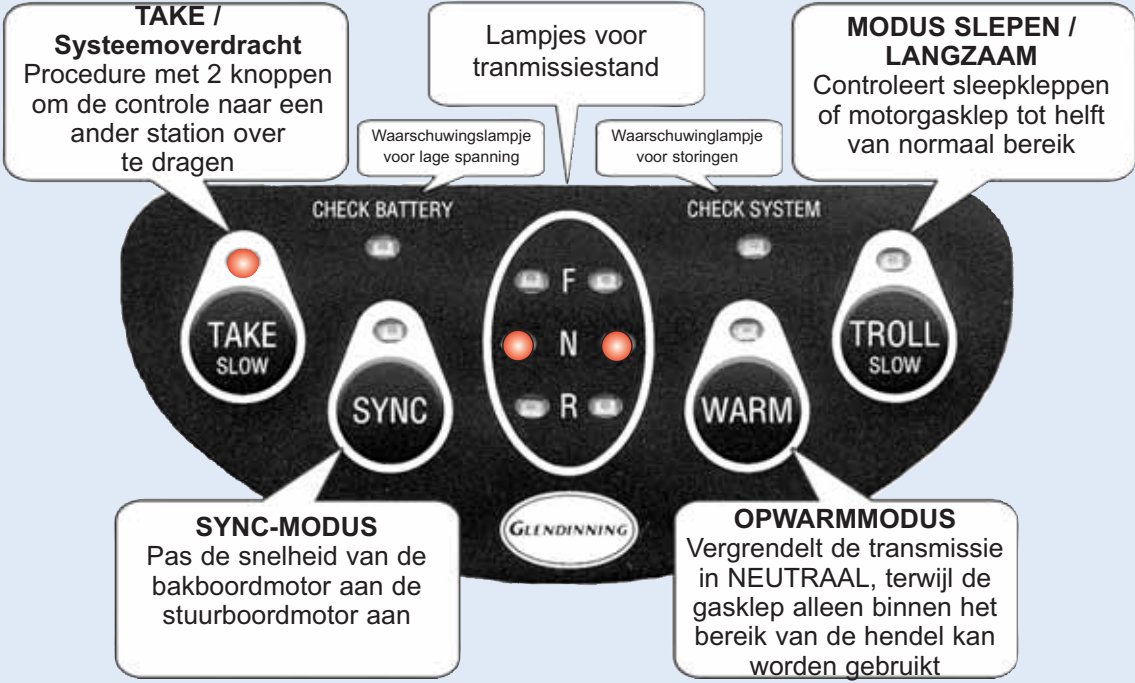 TAKE /
Systeemoverdracht
Procedure met 2 knoppen
om de controle naar een
ander station over
te dragen
Lampjes voor
tranmissiestand
MODUS SLEPEN /
LANGZAAM
Controleert sleepkleppen
of motorgasklep tot helft
van normaal bereik
Waarschuwingslampje
voor lage spanning
Waarschuwinglampje
voor storingen
CHECK BATTERY
CHECK SYSTEM
TAKE
SLOW
SYNC
F
N
R
WARM
TROLL
SLOW
GLENDINNING
SYNC-MODUS
Pas de snelheid van de
bakboordmotor aan de
stuurboordmotor aan
OPWARMMODUS
Vergrendelt de transmissie
in NEUTRAAL, terwijl de
gasklep alleen binnen het
bereik van de hendel kan
worden gebruikt